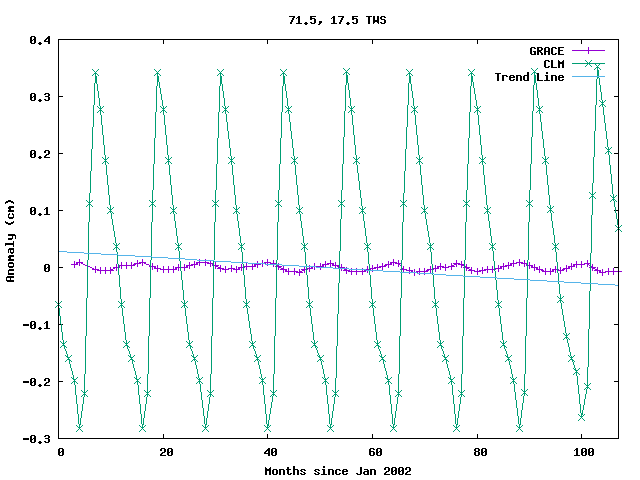 71.5, 17.5 TWS
GRACE
CLM
Trend Line
0.4
0.3
0.2
0.1
0
-0.1
-0.2
-0.3
Anomaly (cm)
0 20 40 60 80 100
Months since Jan 2002